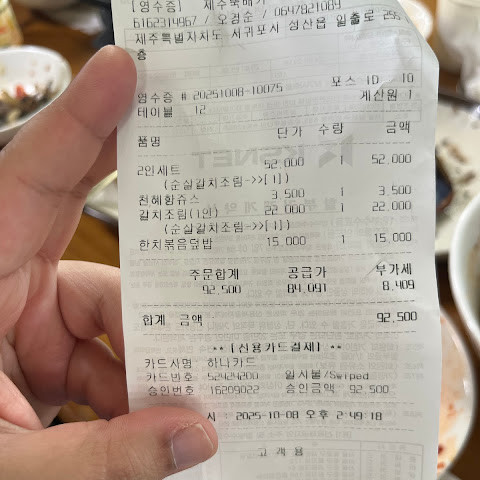 [영수증] 제주뚝배기
6162314967 / 오경순 / 0647821089
제주특별자치도 서귀포시 성산읍 일출로 256
층
영수증 # 20251008-10075 포스 ID 10
테이블 12 계산원 1
품명 단가 수량 금액
2인세트 52,000 1 52,000
(순살갈치조림->>[1])
천혜향쥬스 3,500 1 3,500
갈치조림(1인) 22,000 1 22,000
(순살갈치조림->>[1])
한치볶음덮밥 15,000 1 15,000
주문합계 공급가 부가세
92,500 84,091 8,409
합계 금액 92,500
** [신용카드결재] **
카드사명 : 하나카드
카드번호 : 52424200 일시불/Swiped
승인번호 : 16209022 승인금액 92,500
시 : 2025-10-08 오후 2:49:18
고객용